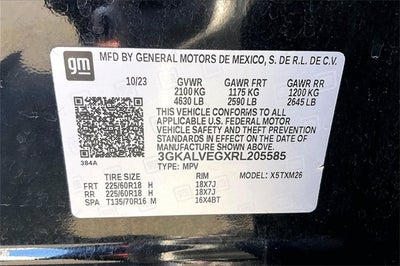 gm
MFD BY GENERAL MOTORS DE MEXICO, S. DE R.L. DE C.V.
10/23 GVWR GAWR FRT GAWR RR
2100 KG 1175 KG 1200 KG
4630 LB 2590 LB 2645 LB
THIS VEHICLE CONFORMS TO ALL
APPLICABLE U.S. FEDERAL MOTOR
VEHICLE SAFETY AND THEFT PREVENTION
STANDARDS IN EFFECT ON THE DATE OF
MANUFACTURE SHOWN ABOVE.
384A 3GKALVEGXRL205585
TYPE: MPV MODEL: X5TXM26
TIRE SIZE RIM
FRT 225/60R18 H 18X7J
RR 225/60R18 H 18X7J
SPA T135/70R16 M 16X4BT